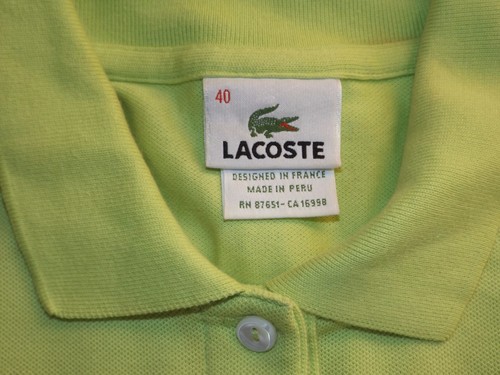 40
LACOSTE
DESIGNED IN FRANCE
MADE IN PERU
RN 87651-CA 16998